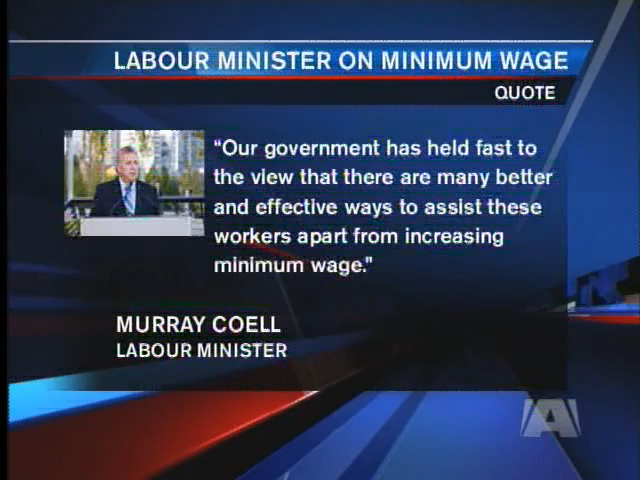 LABOUR MINISTER ON MINIMUM WAGE
QUOTE
“Our government has held fast to
the view that there are many better
and effective ways to assist these
workers apart from increasing
minimum wage."
MURRAY COELL
LABOUR MINISTER
A